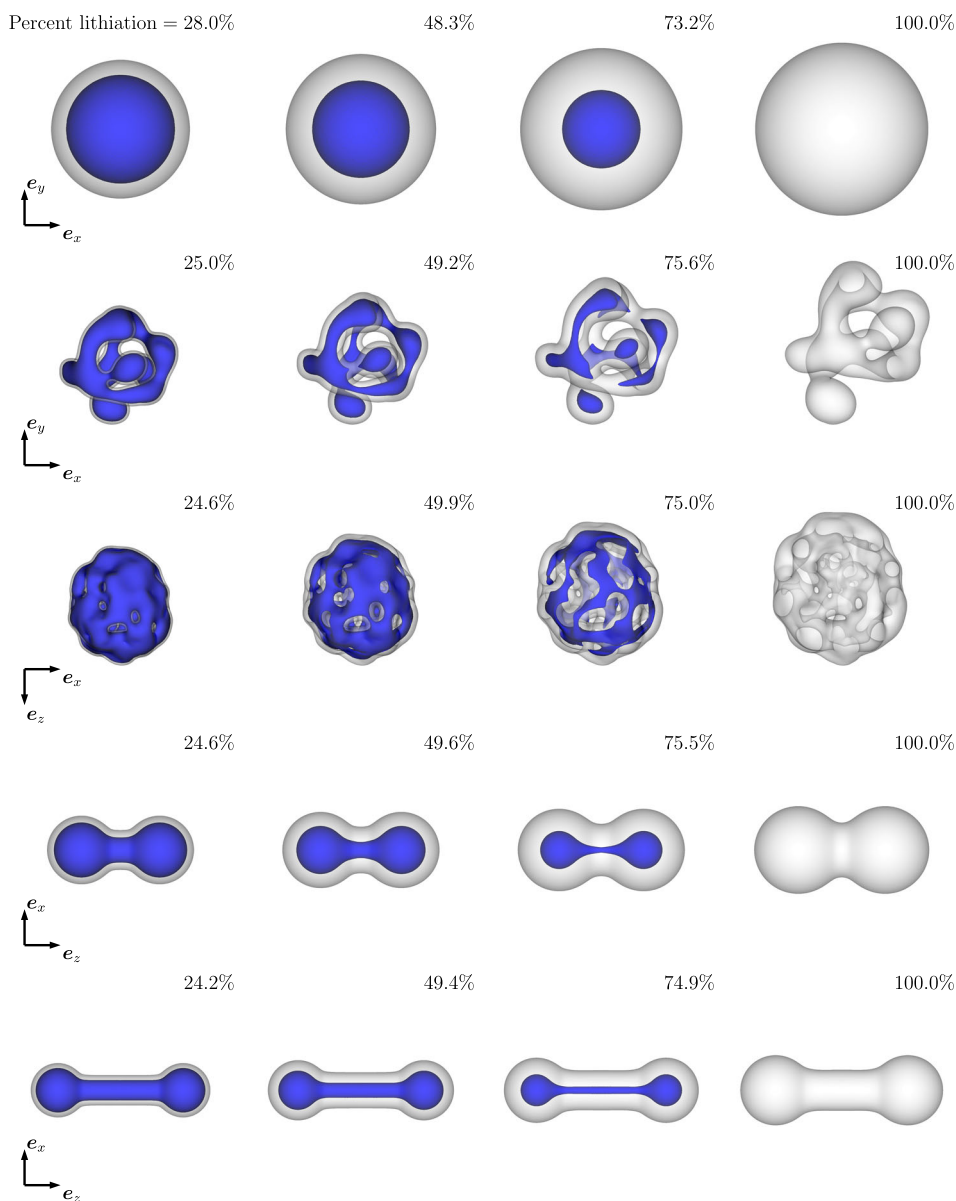 Percent lithiation = 28.0% 48.3% 73.2% 100.0%
e_y
e_x
25.0% 49.2% 75.6% 100.0%
e_y
e_x
24.6% 49.9% 75.0% 100.0%
e_x
e_z
24.6% 49.6% 75.5% 100.0%
e_x
e_z
24.2% 49.4% 74.9% 100.0%
e_x
e_z